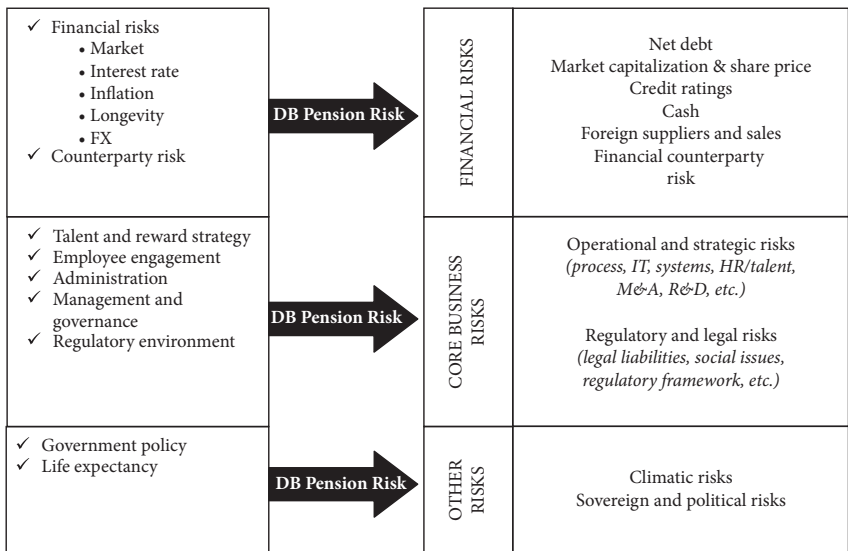 ✓ Financial risks
• Market
• Interest rate
• Inflation
• Longevity
• FX
✓ Counterparty risk
DB Pension Risk
FINANCIAL RISKS
Net debt
Market capitalization & share price
Credit ratings
Cash
Foreign suppliers and sales
Financial counterparty
risk
✓ Talent and reward strategy
✓ Employee engagement
✓ Administration
✓ Management and
governance
✓ Regulatory environment
DB Pension Risk
CORE BUSINESS
RISKS
Operational and strategic risks
(process, IT, systems, HR/talent,
M&A, R&D, etc.)
Regulatory and legal risks
(legal liabilities, social issues,
regulatory framework, etc.)
✓ Government policy
✓ Life expectancy
DB Pension Risk
OTHER
RISKS
Climatic risks
Sovereign and political risks